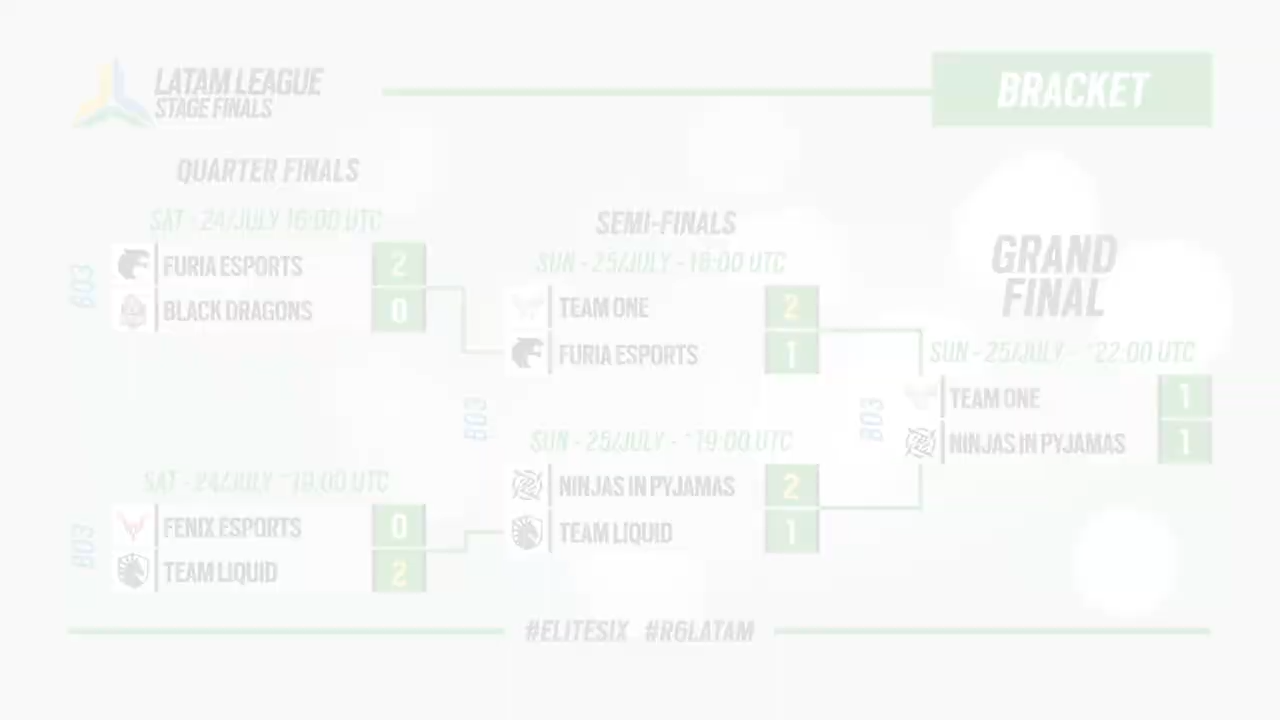 LATAM LEAGUE
STAGE FINALS
BRACKET
QUARTER FINALS
SAT - 24/JULY 16:00 UTC
BO3
FURIA ESPORTS 2
BLACK DRAGONS 0
SAT - 24/JULY ~19:00 UTC
BO3
FENIX ESPORTS 0
TEAM LIQUID 2
SEMI-FINALS
SUN - 25/JULY - 16:00 UTC
TEAM ONE 2
FURIA ESPORTS 1
BO3
SUN - 25/JULY - ~19:00 UTC
NINJAS IN PYJAMAS 2
TEAM LIQUID 1
GRAND
FINAL
SUN - 25/JULY - ~22:00 UTC
BO3
TEAM ONE 1
NINJAS IN PYJAMAS 1
#ELITESIX #R6LATAM